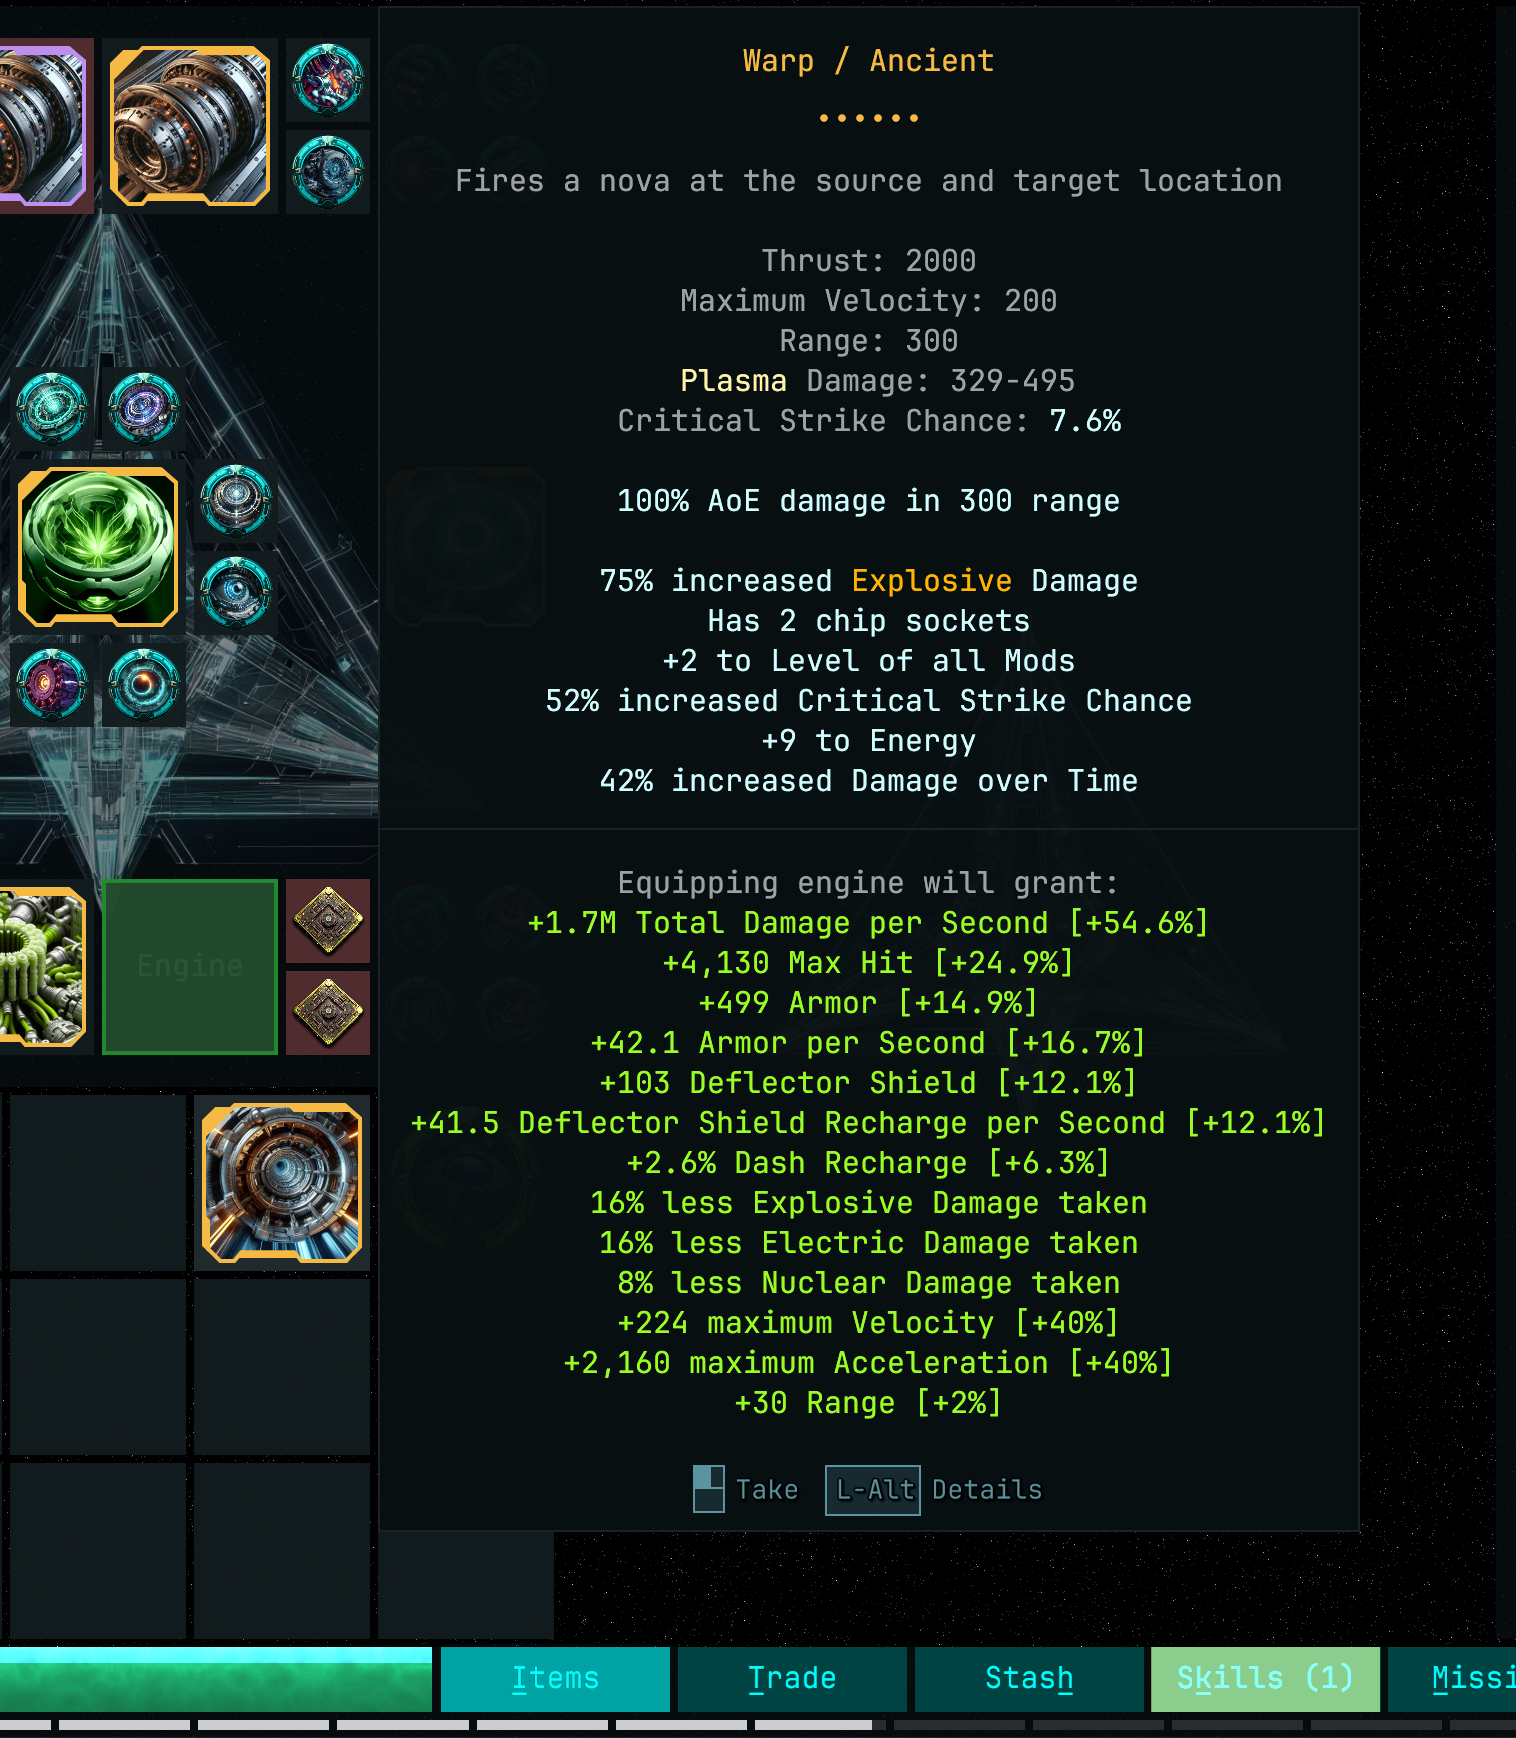 Warp / Ancient
Fires a nova at the source and target location
Thrust: 2000
Maximum Velocity: 200
Range: 300
Plasma Damage: 329-495
Critical Strike Chance: 7.6%
100% AoE damage in 300 range
75% increased Explosive Damage
Has 2 chip sockets
+2 to Level of all Mods
52% increased Critical Strike Chance
+9 to Energy
42% increased Damage over Time
Equipping engine will grant:
+1.7M Total Damage per Second [+54.6%]
+4,130 Max Hit [+24.9%]
+499 Armor [+14.9%]
+42.1 Armor per Second [+16.7%]
+103 Deflector Shield [+12.1%]
+41.5 Deflector Shield Recharge per Second [+12.1%]
+2.6% Dash Recharge [+6.3%]
16% less Explosive Damage taken
16% less Electric Damage taken
8% less Nuclear Damage taken
+224 maximum Velocity [+40%]
+2,160 maximum Acceleration [+40%]
+30 Range [+2%]
Take L-Alt Details
Engine
Items Trade Stash Skills (1) Missi